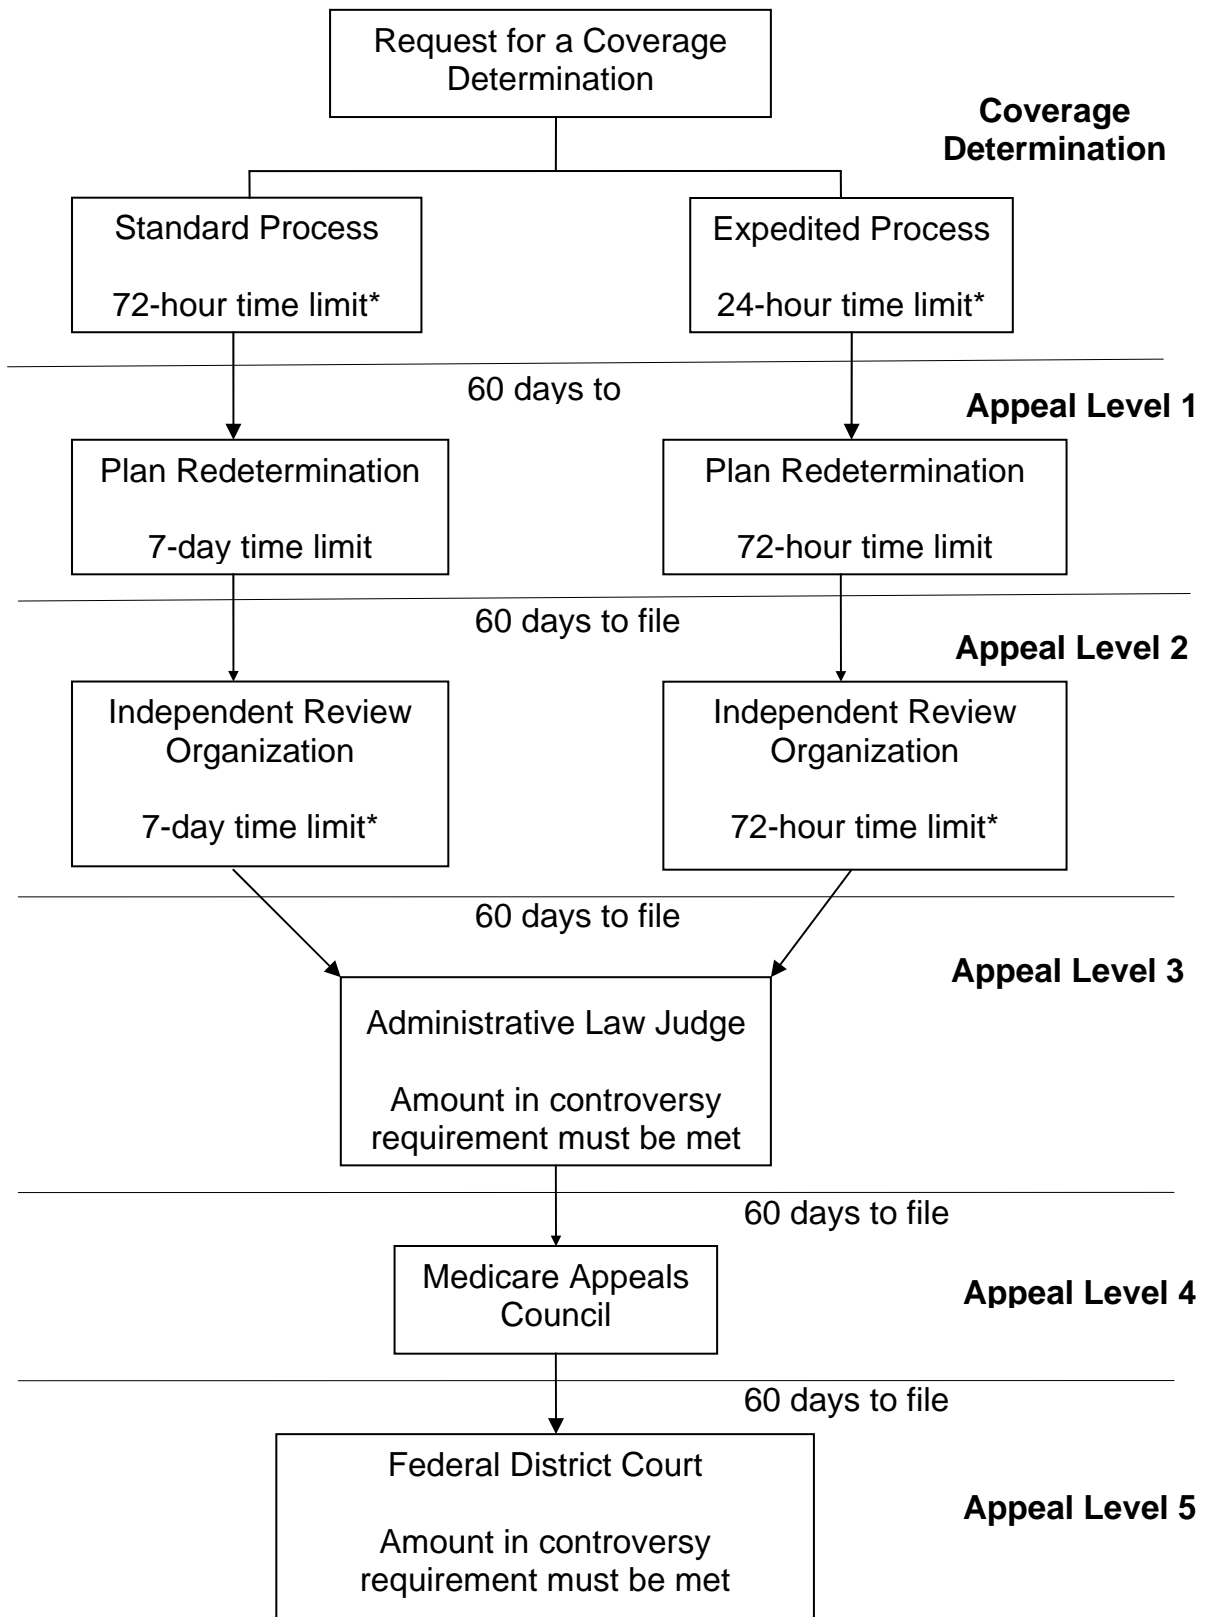 Request for a Coverage
Determination
Coverage
Determination
Standard Process
72-hour time limit*
Expedited Process
24-hour time limit*
60 days to
Appeal Level 1
Plan Redetermination
7-day time limit
Plan Redetermination
72-hour time limit
60 days to file
Appeal Level 2
Independent Review
Organization
7-day time limit*
Independent Review
Organization
72-hour time limit*
60 days to file
Appeal Level 3
Administrative Law Judge
Amount in controversy
requirement must be met
60 days to file
Medicare Appeals
Council
Appeal Level 4
60 days to file
Federal District Court
Amount in controversy
requirement must be met
Appeal Level 5